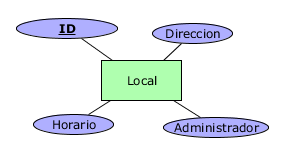 ID
Direccion
Local
Horario
Administrador